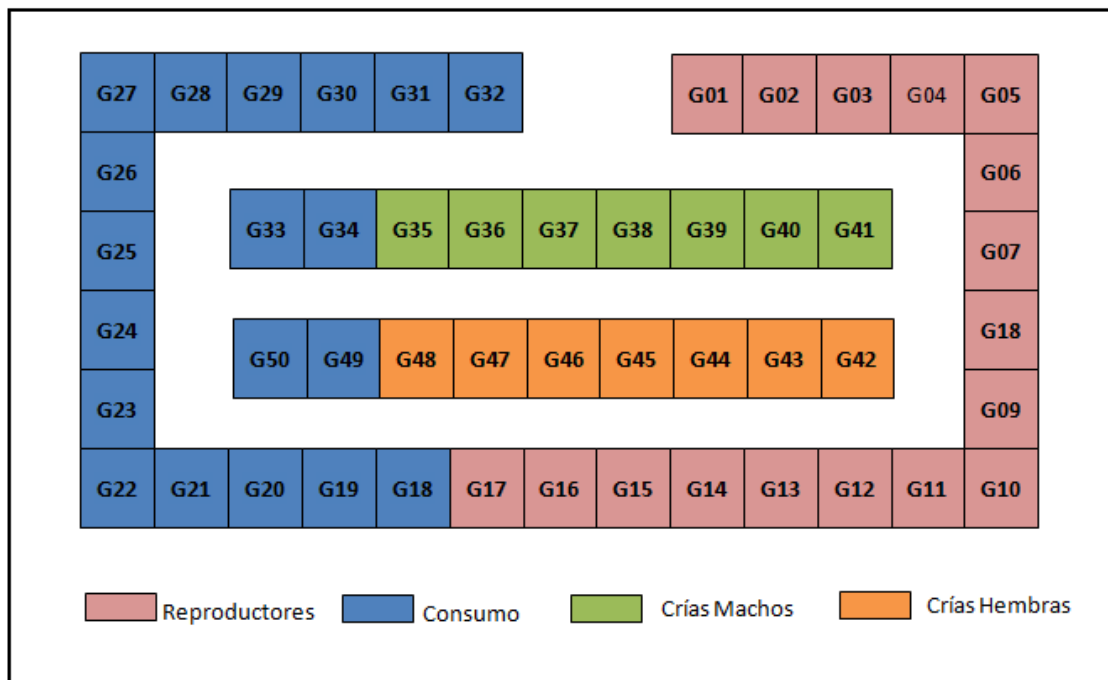 G27 G28 G29 G30 G31 G32 G01 G02 G03 G04 G05
G26 G06
G33 G34 G35 G36 G37 G38 G39 G40 G41
G25 G07
G24 G18
G50 G49 G48 G47 G46 G45 G44 G43 G42
G23 G09
G22 G21 G20 G19 G18 G17 G16 G15 G14 G13 G12 G11 G10
Reproductores Consumo Crías Machos Crías Hembras